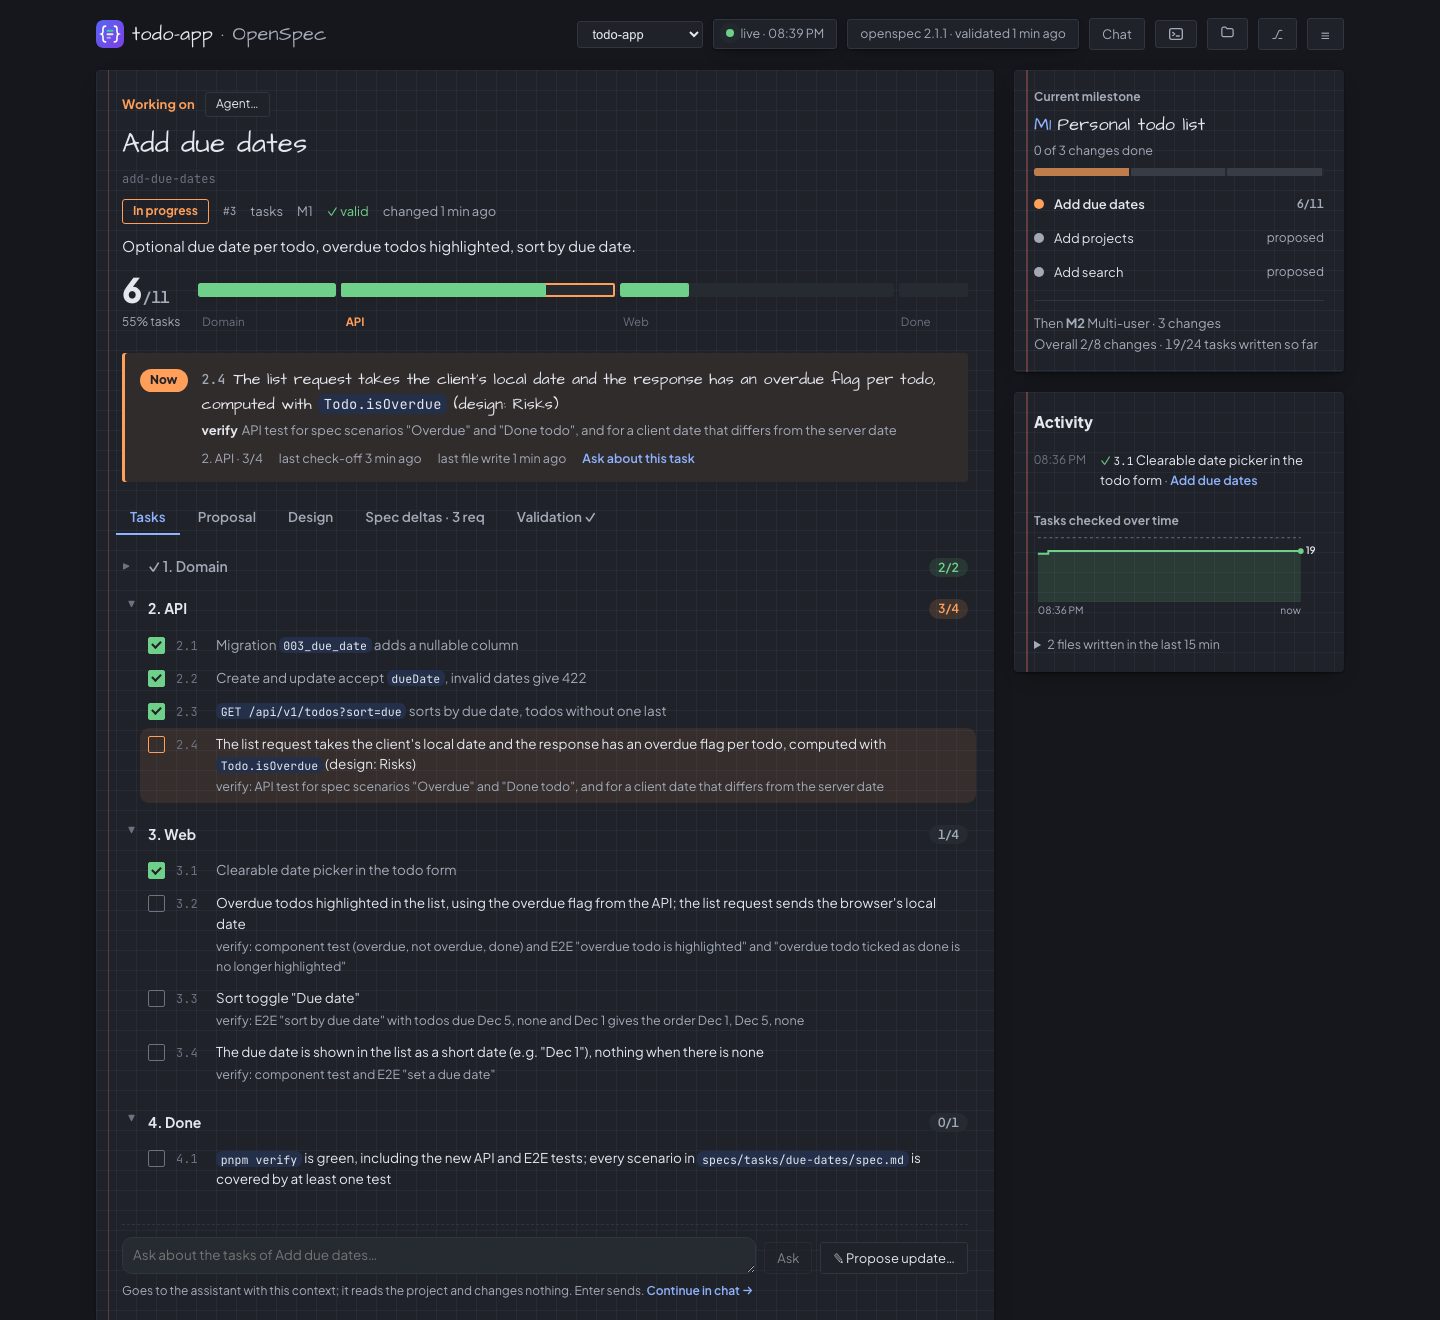 todo-app · OpenSpec
todo-app
live · 08:39 PM
openspec 2.1.1 · validated 1 min ago
Chat
Working on
Agent…
Add due dates
add-due-dates
In progress #3 tasks M1 ✓ valid changed 1 min ago
Optional due date per todo, overdue todos highlighted, sort by due date.
6/11
55% tasks
Domain
API
Web
Done
Now
2.4 The list request takes the client's local date and the response has an overdue flag per todo,
computed with Todo.isOverdue (design: Risks)
verify API test for spec scenarios "Overdue" and "Done todo", and for a client date that differs from the server date
2. API · 3/4 last check-off 3 min ago last file write 1 min ago Ask about this task
Tasks Proposal Design Spec deltas · 3 req Validation ✓
✓ 1. Domain 2/2
2. API 3/4
2.1 Migration 003_due_date adds a nullable column
2.2 Create and update accept dueDate, invalid dates give 422
2.3 GET /api/v1/todos?sort=due sorts by due date, todos without one last
2.4 The list request takes the client's local date and the response has an overdue flag per todo, computed with
Todo.isOverdue (design: Risks)
verify: API test for spec scenarios "Overdue" and "Done todo", and for a client date that differs from the server date
3. Web 1/4
3.1 Clearable date picker in the todo form
3.2 Overdue todos highlighted in the list, using the overdue flag from the API; the list request sends the browser's local
date
verify: component test (overdue, not overdue, done) and E2E "overdue todo is highlighted" and "overdue todo ticked as done is
no longer highlighted"
3.3 Sort toggle "Due date"
verify: E2E "sort by due date" with todos due Dec 5, none and Dec 1 gives the order Dec 1, Dec 5, none
3.4 The due date is shown in the list as a short date (e.g. "Dec 1"), nothing when there is none
verify: component test and E2E "set a due date"
4. Done 0/1
4.1 pnpm verify is green, including the new API and E2E tests; every scenario in specs/tasks/due-dates/spec.md is
covered by at least one test
Ask about the tasks of Add due dates…
Ask
✎ Propose update…
Goes to the assistant with this context; it reads the project and changes nothing. Enter sends. Continue in chat →
Current milestone
M1 Personal todo list
0 of 3 changes done
Add due dates 6/11
Add projects proposed
Add search proposed
Then M2 Multi-user · 3 changes
Overall 2/8 changes · 19/24 tasks written so far
Activity
08:36 PM ✓ 3.1 Clearable date picker in the
todo form · Add due dates
Tasks checked over time
19
08:36 PM now
2 files written in the last 15 min